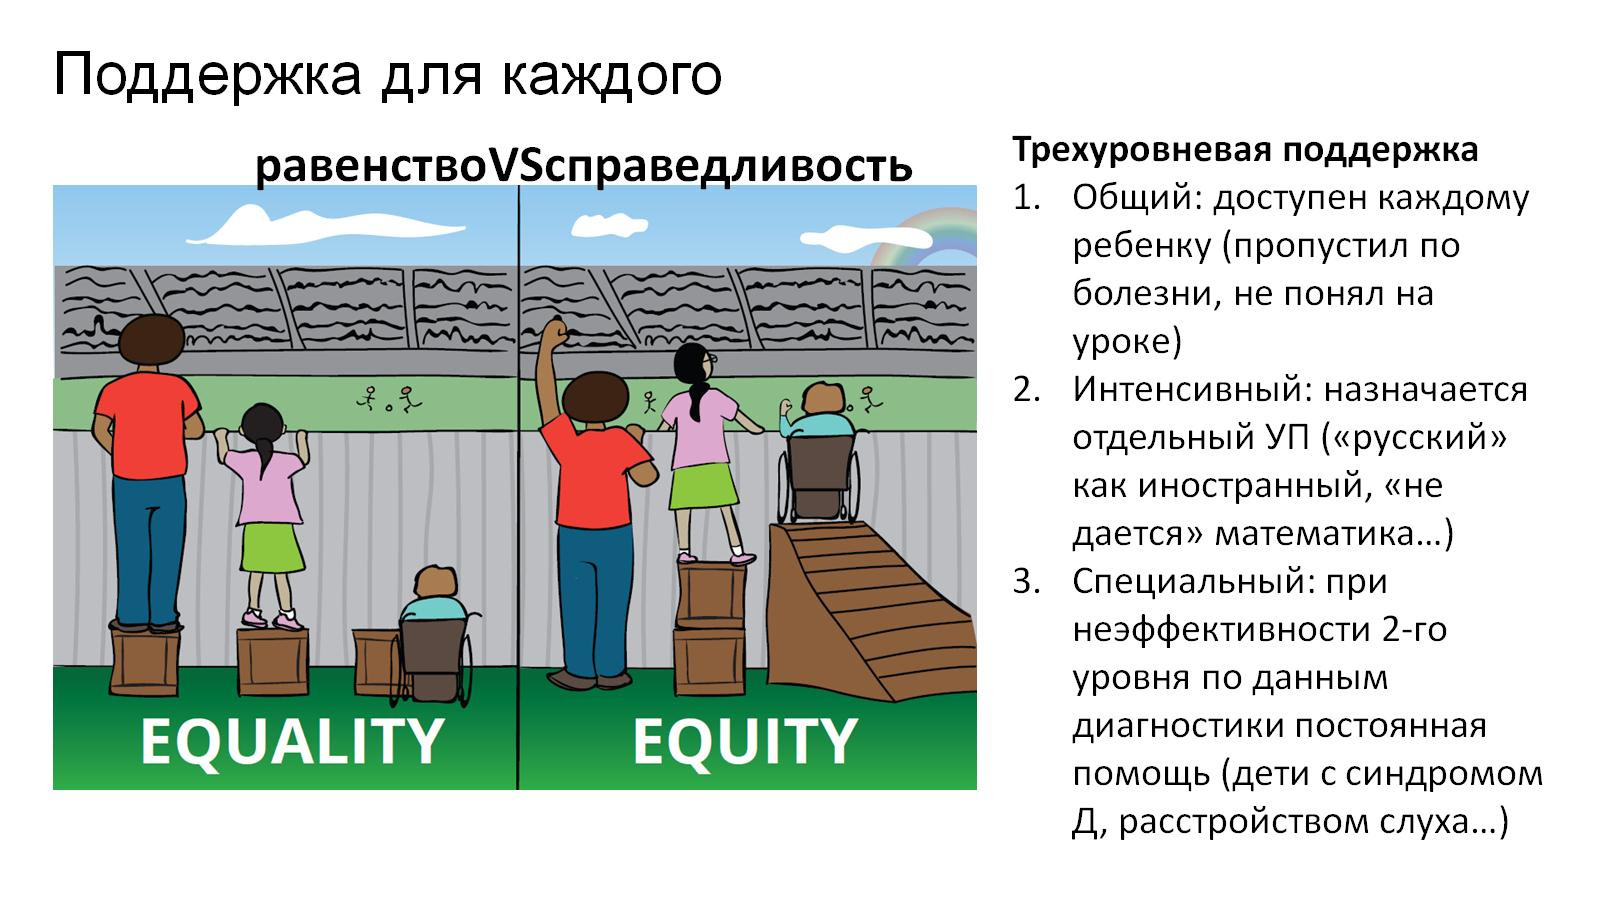 Поддержка для каждого
равенствоVSсправедливость
EQUALITY
EQUITY
Трехуровневая поддержка
1. Общий: доступен каждому
ребенку (пропустил по
болезни, не понял на
уроке)
2. Интенсивный: назначается
отдельный УП («русский»
как иностранный, «не
дается» математика…)
3. Специальный: при
неэффективности 2-го
уровня по данным
диагностики постоянная
помощь (дети с синдромом
Д, расстройством слуха…)